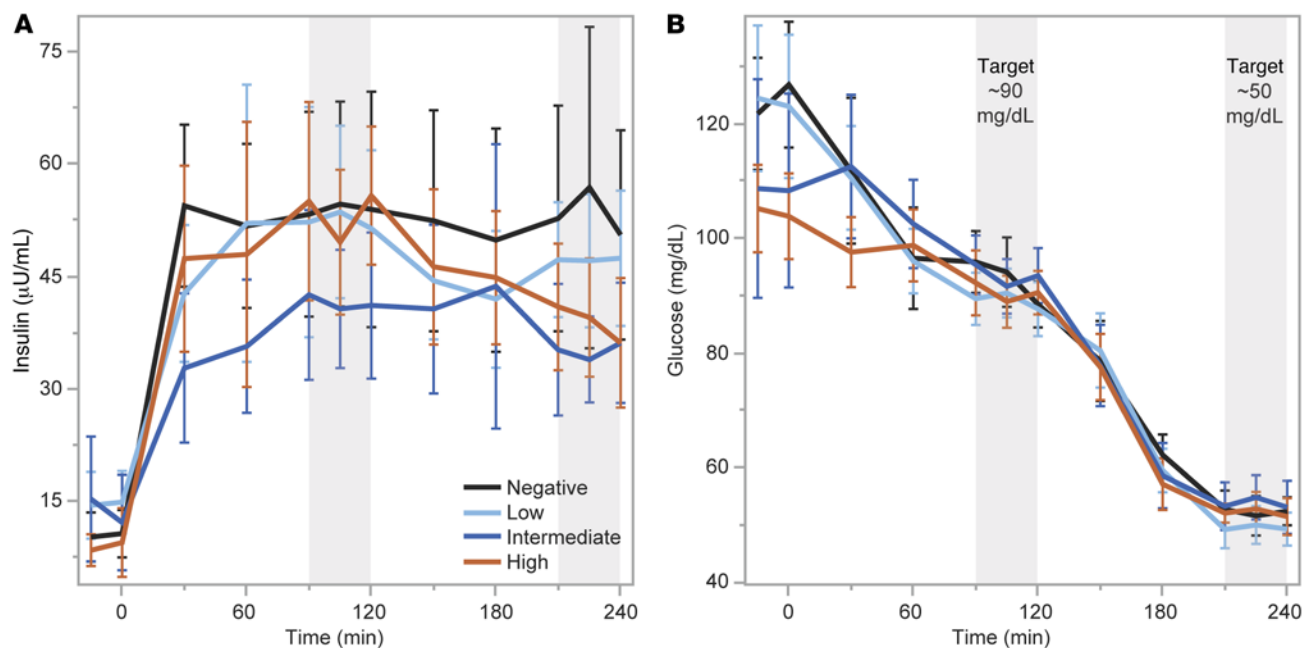 A
75
60
45
30
15
Insulin (µU/mL)
0
60
120
180
240
Time (min)
Negative
Low
Intermediate
High
B
120
100
80
60
40
Glucose (mg/dL)
0
60
120
180
240
Time (min)
Target
~90
mg/dL
Target
~50
mg/dL